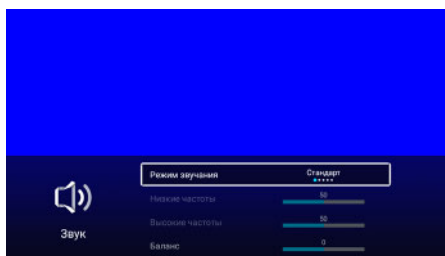 Режим звучания
Стандарт
Низкие частоты
50
Высокие частоты
50
Баланс
0
Звук